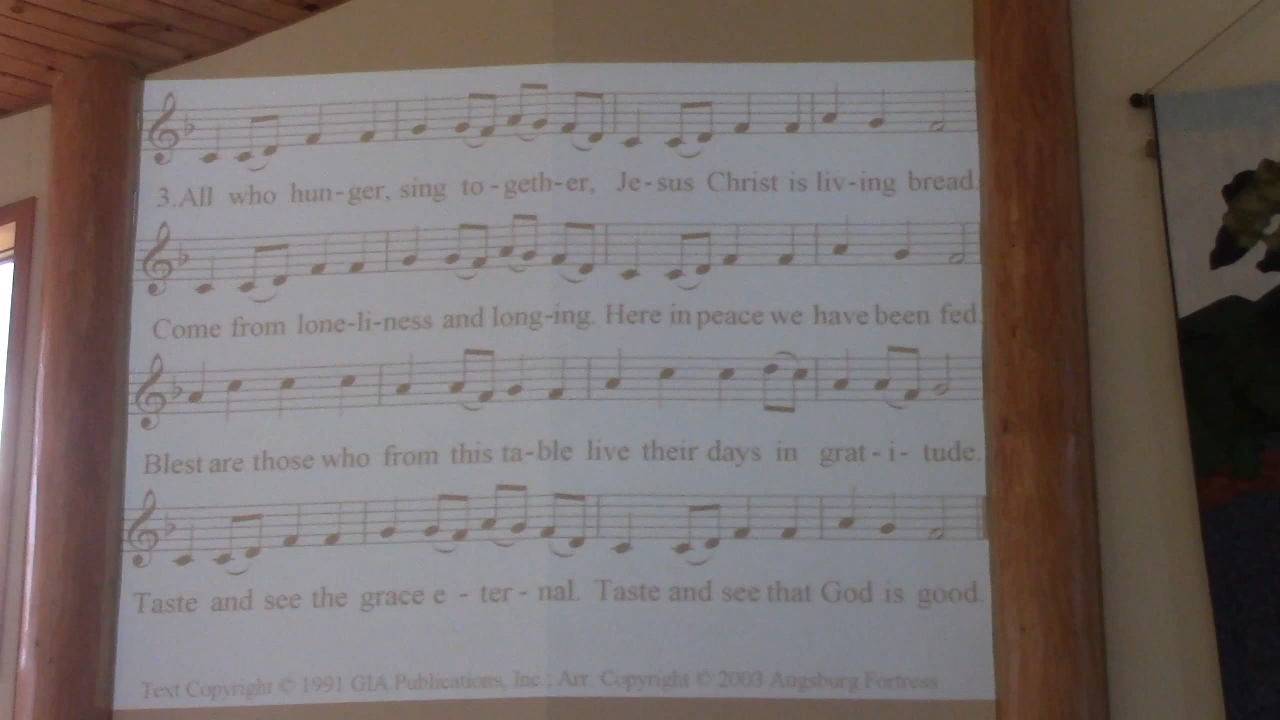 3.All who hun-ger, sing to-geth-er, Je-sus Christ is liv-ing bread.
Come from lone-li-ness and long-ing. Here in peace we have been fed.
Blest are those who from this ta-ble live their days in grat-i-tude.
Taste and see the grace e-ter-nal. Taste and see that God is good.
Text Copyright © 1991 GIA Publications, Inc.; Arr. Copyright © 2003 Augsburg Fortress